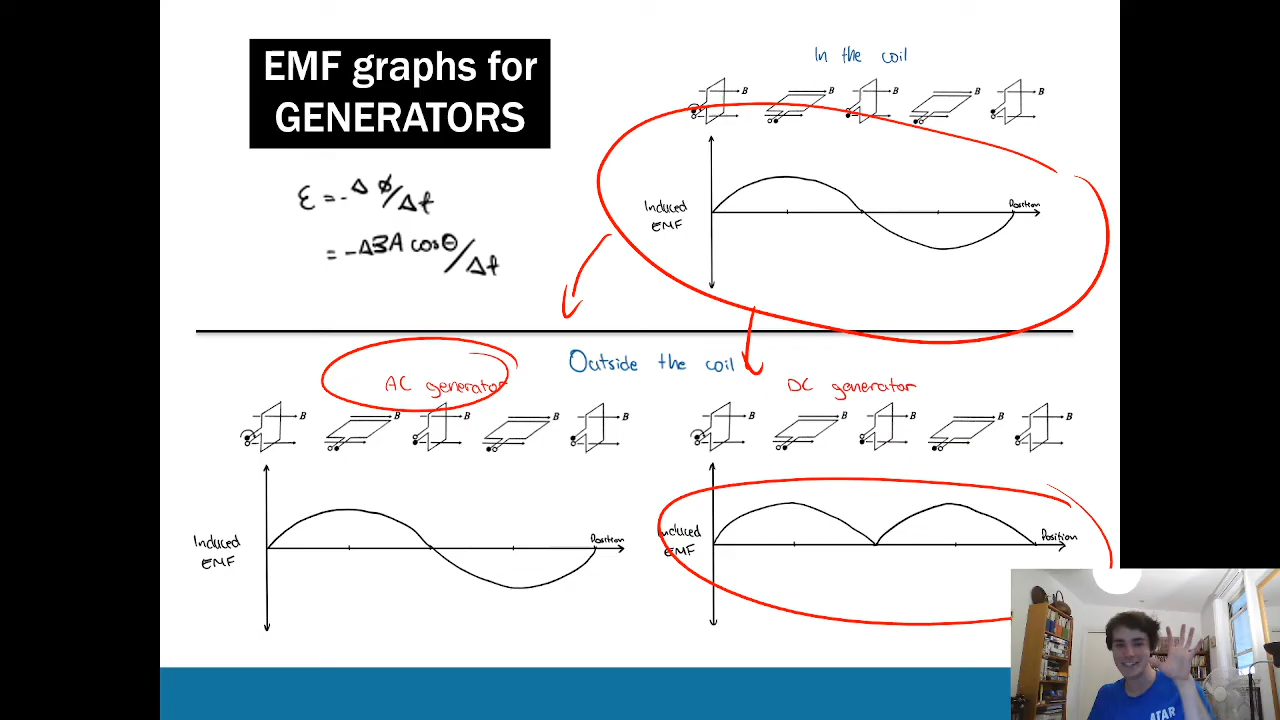 EMF graphs for
GENERATORS
In the coil
B B B B B
ε = -Δφ/Δt
= -ΔBA cosθ/Δt
Induced
EMF
Position
Outside the coil
AC generator
DC generator
B B B B B
B B B B B
Induced
EMF
Position
Induced
EMF
Position
ATAR